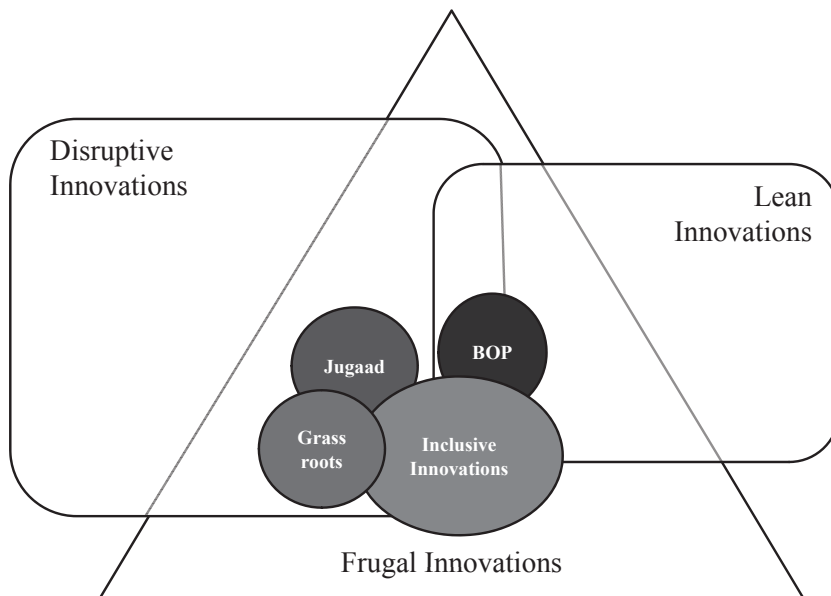 Disruptive
Innovations
Lean
Innovations
Jugaad
BOP
Grass
roots
Inclusive
Innovations
Frugal Innovations